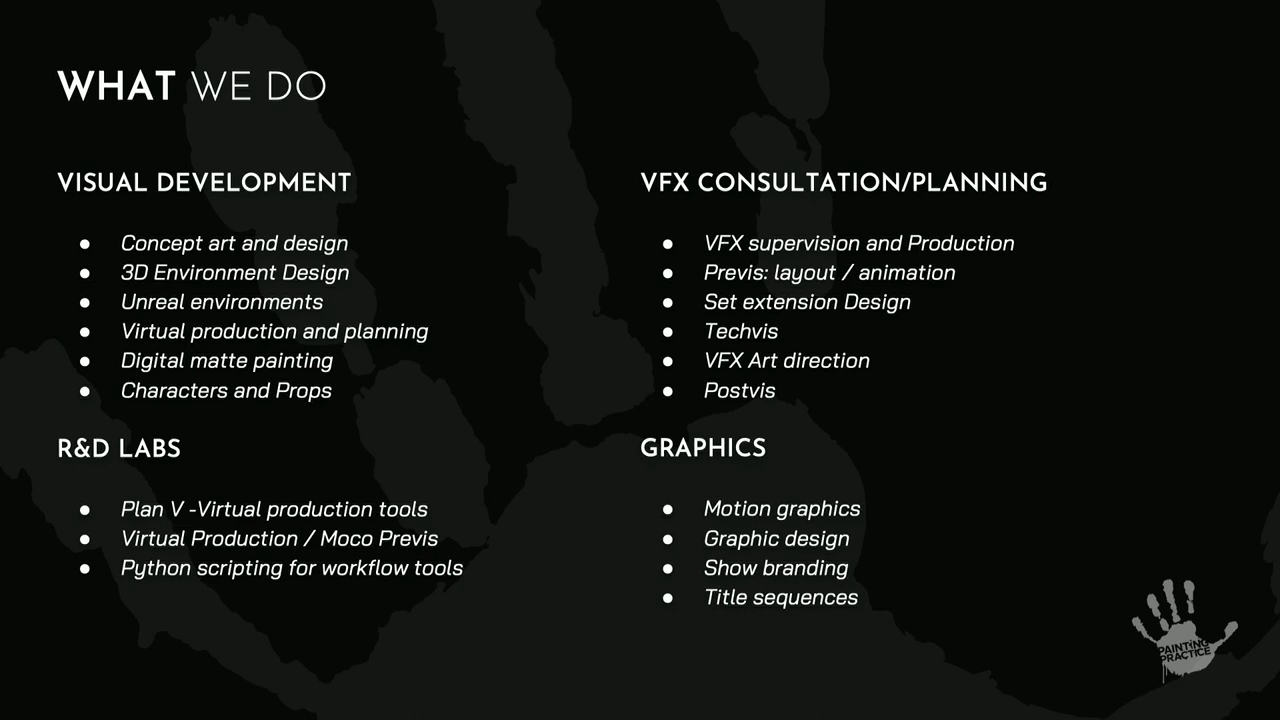 WHAT WE DO
VISUAL DEVELOPMENT
● Concept art and design
● 3D Environment Design
● Unreal environments
● Virtual production and planning
● Digital matte painting
● Characters and Props
R&D LABS
● Plan V -Virtual production tools
● Virtual Production / Moco Previs
● Python scripting for workflow tools
VFX CONSULTATION/PLANNING
● VFX supervision and Production
● Previs: layout / animation
● Set extension Design
● Techvis
● VFX Art direction
● Postvis
GRAPHICS
● Motion graphics
● Graphic design
● Show branding
● Title sequences
PAINTING
PRACTICE